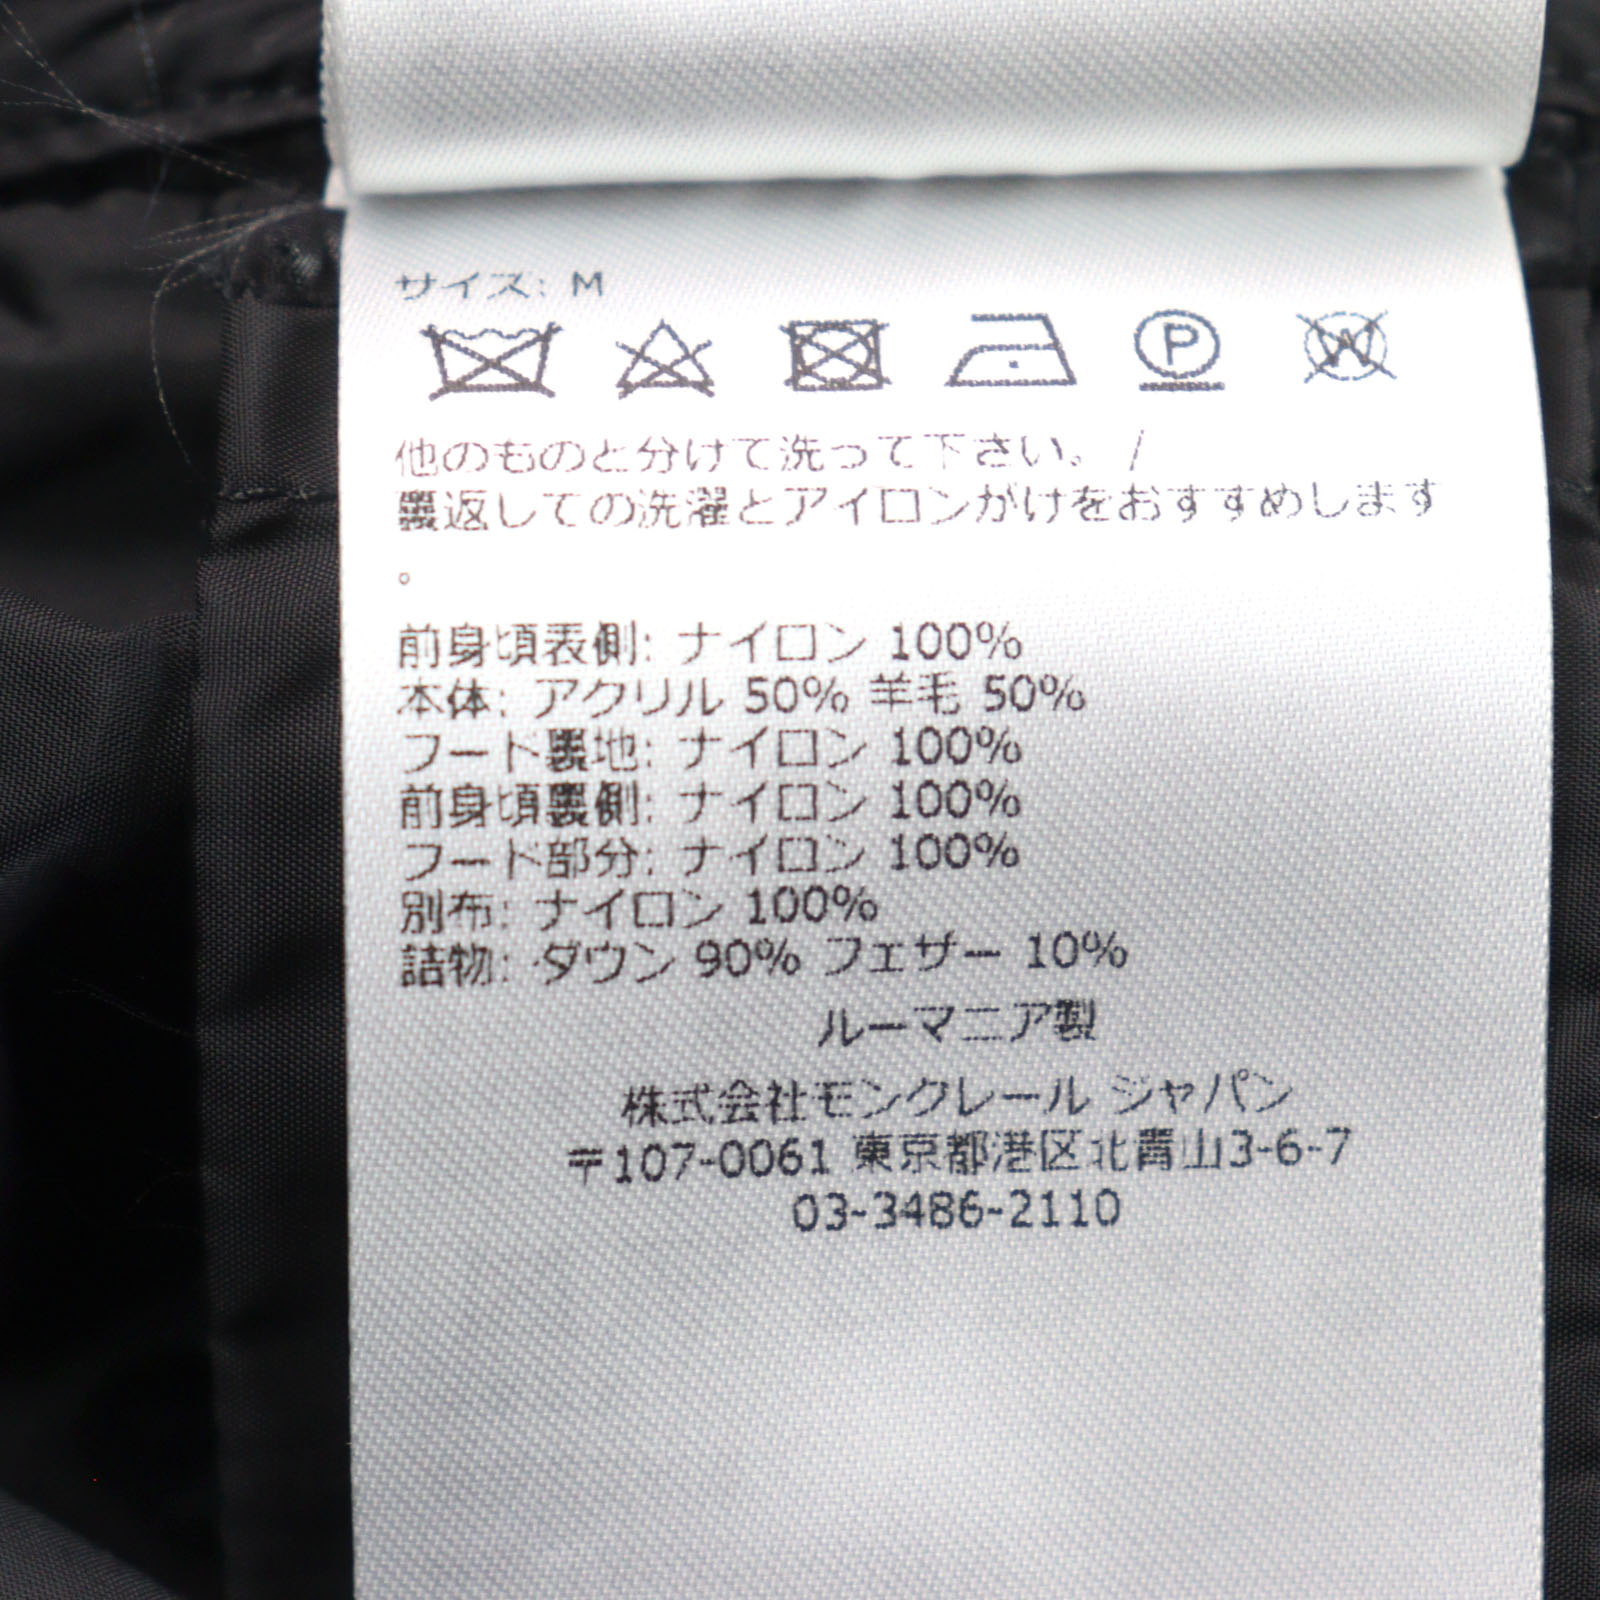 サイズ: M
P W
他のものと分けて洗って下さい。 /
裏返しての洗濯とアイロンがけをおすすめします
。
前身頃表側: ナイロン 100%
本体: アクリル 50% 羊毛 50%
フード裏地: ナイロン 100%
前身頃裏側: ナイロン 100%
フード部分: ナイロン 100%
別布: ナイロン 100%
詰物: ダウン 90% フェザー 10%
ルーマニア製
株式会社モンクレール ジャパン
〒107-0061 東京都港区北青山3-6-7
03-3486-2110